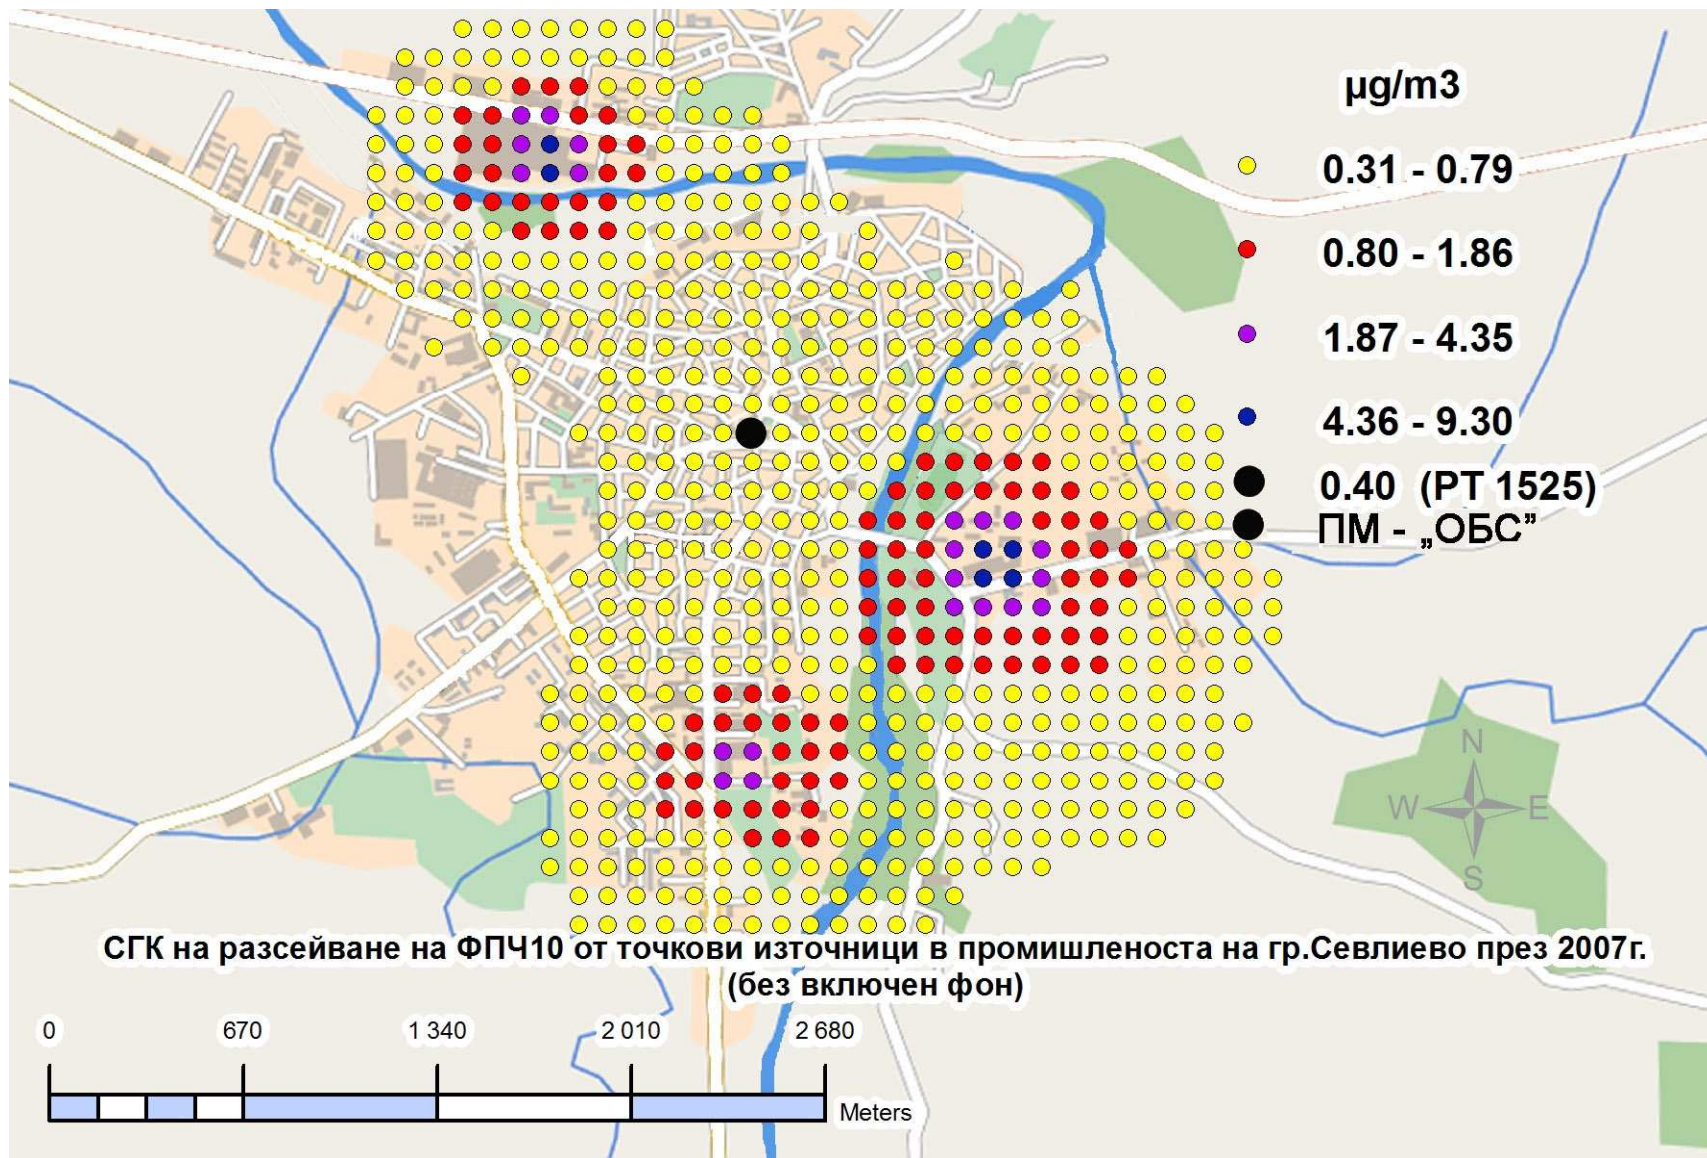 µg/m3
0.31 - 0.79
0.80 - 1.86
1.87 - 4.35
4.36 - 9.30
0.40 (РТ 1525)
ПМ - „ОБС”
N
W E
S
СГК на разсейване на ФПЧ10 от точкови източници в промишлеността на гр.Севлиево през 2007г.
(без включен фон)
0 670 1 340 2 010 2 680
Meters